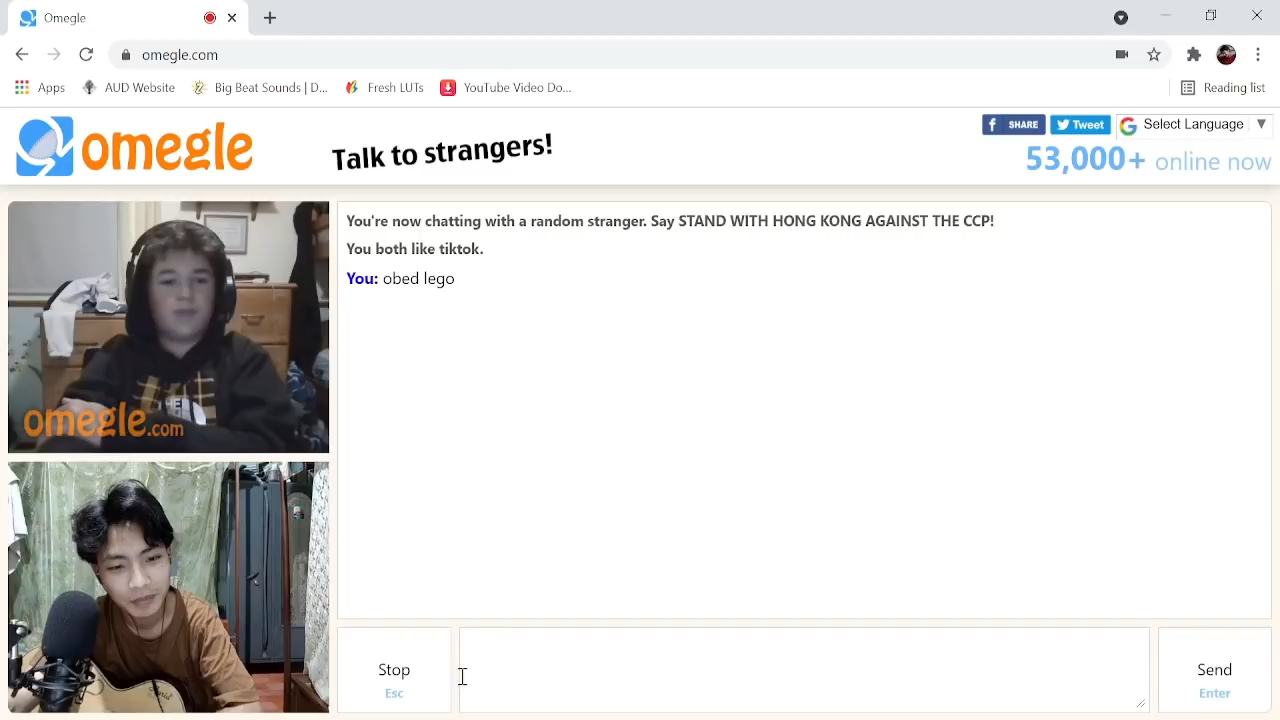 Omegle
omegle.com
Apps
AUD Website
Big Beat Sounds | D...
Fresh LUTs
YouTube Video Do...
Reading list
omegle
Talk to strangers!
f SHARE
Tweet
G Select Language ▼
53,000+ online now
You're now chatting with a random stranger. Say STAND WITH HONG KONG AGAINST THE CCP!
You both like tiktok.
You: obed lego
omegle.com
Stop
Esc
Send
Enter